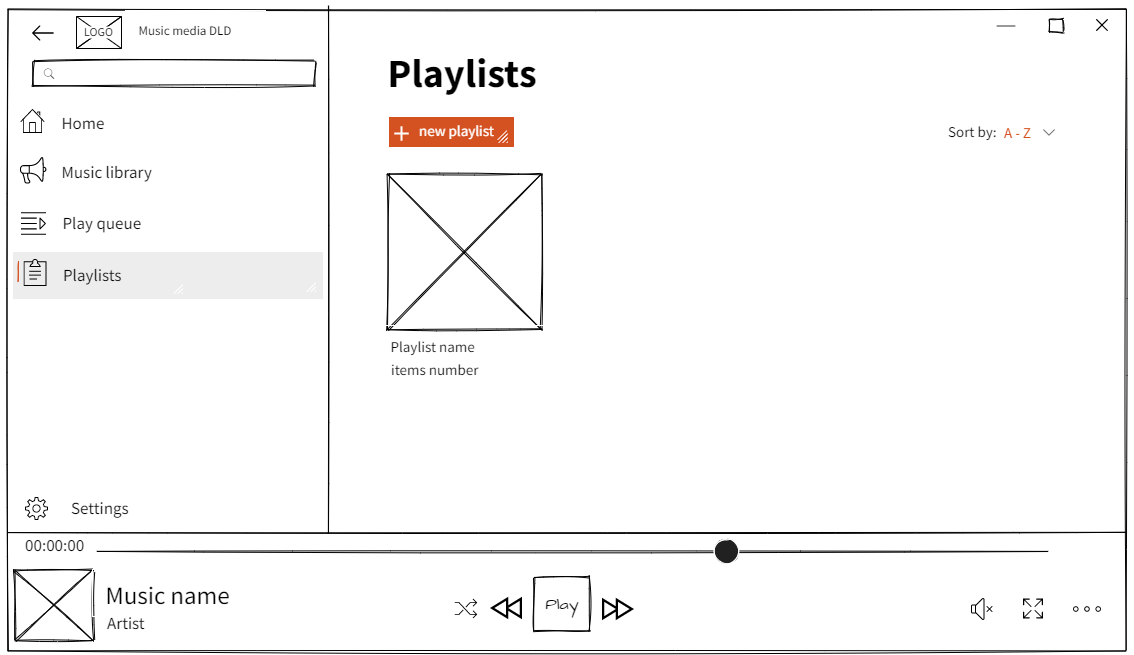 LOGO
Music media DLD
Home
Music library
Play queue
Playlists
Settings
Playlists
new playlist
Sort by: A - Z
Playlist name
items number
00:00:00
Music name
Artist
Play